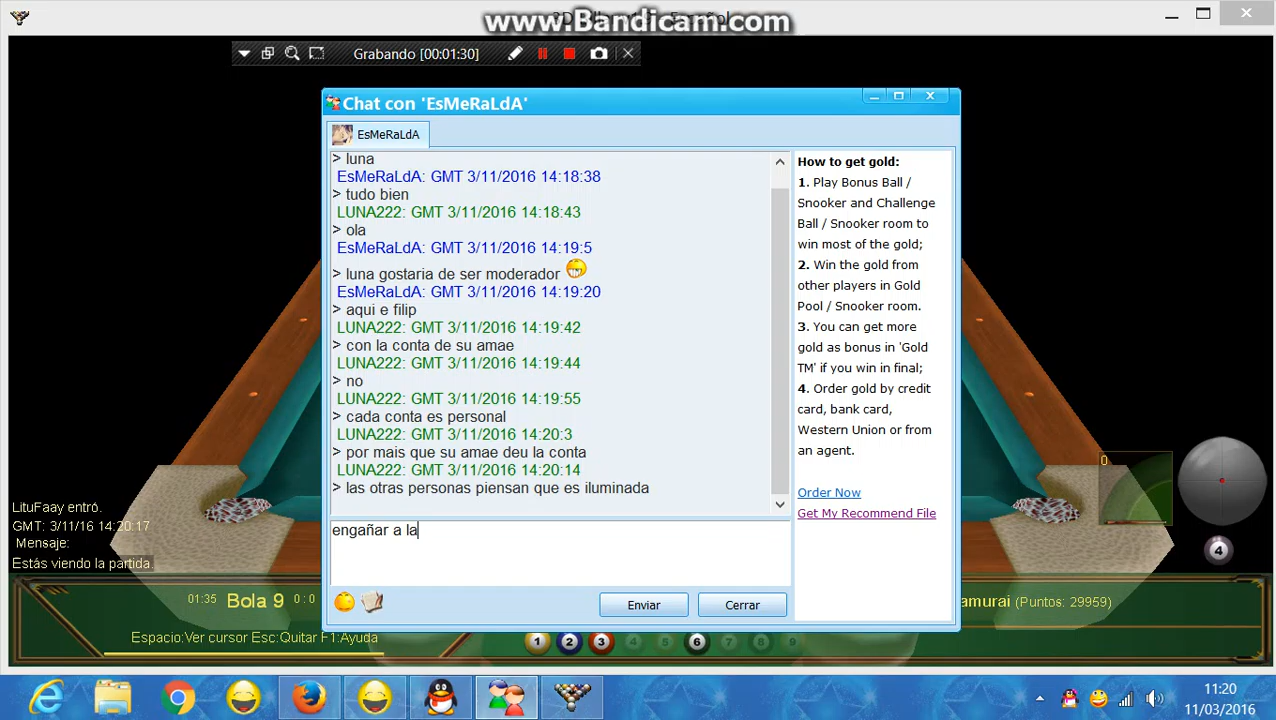 www.Bandicam.com
Grabando [00:01:30]
Chat con 'EsMeRaLdA'
EsMeRaLdA
> luna
EsMeRaLdA: GMT 3/11/2016 14:18:38
> tudo bien
LUNA222: GMT 3/11/2016 14:18:43
> ola
EsMeRaLdA: GMT 3/11/2016 14:19:5
> luna gostaria de ser moderador
EsMeRaLdA: GMT 3/11/2016 14:19:20
> aqui e filip
LUNA222: GMT 3/11/2016 14:19:42
> con la conta de su amae
LUNA222: GMT 3/11/2016 14:19:44
> no
LUNA222: GMT 3/11/2016 14:19:55
> cada conta es personal
LUNA222: GMT 3/11/2016 14:20:3
> por mais que su amae deu la conta
LUNA222: GMT 3/11/2016 14:20:14
> las otras personas piensan que es iluminada
engañar a la
Enviar
Cerrar
How to get gold:
1. Play Bonus Ball /
Snooker and Challenge
Ball / Snooker room to
win most of the gold;
2. Win the gold from
other players in Gold
Pool / Snooker room.
3. You can get more
gold as bonus in 'Gold
TM' if you win in final;
4. Order gold by credit
card, bank card,
Western Union or from
an agent.
Order Now
Get My Recommend File
0
4
LituFaay entró.
GMT: 3/11/16 14:20:17
Mensaje:
Estás viendo la partida.
01:35 Bola 9 0 : 0
amurai (Puntos: 29959)
Espacio:Ver cursor Esc:Quitar F1:Ayuda
1 2 3 4 5 6 7 8 9
11:20
11/03/2016